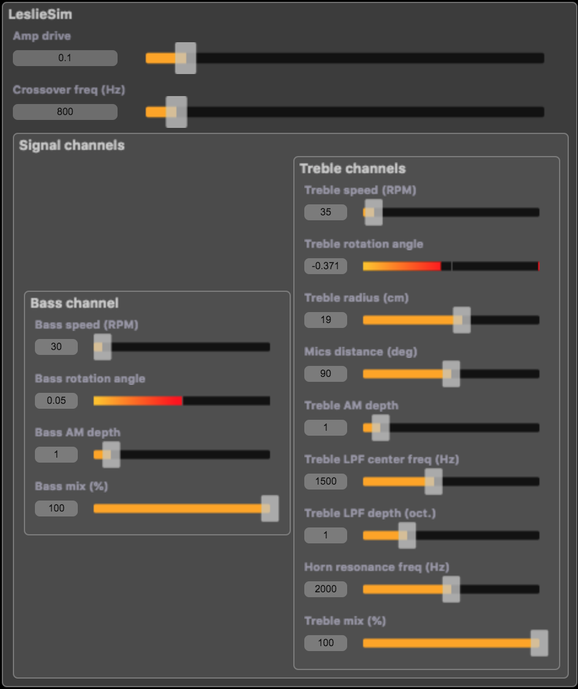 LeslieSim
Amp drive
0.1
Crossover freq (Hz)
800
Signal channels
Bass channel
Bass speed (RPM)
30
Bass rotation angle
0.05
Bass AM depth
1
Bass mix (%)
100
Treble channels
Treble speed (RPM)
35
Treble rotation angle
-0.371
Treble radius (cm)
19
Mics distance (deg)
90
Treble AM depth
1
Treble LPF center freq (Hz)
1500
Treble LPF depth (oct.)
1
Horn resonance freq (Hz)
2000
Treble mix (%)
100